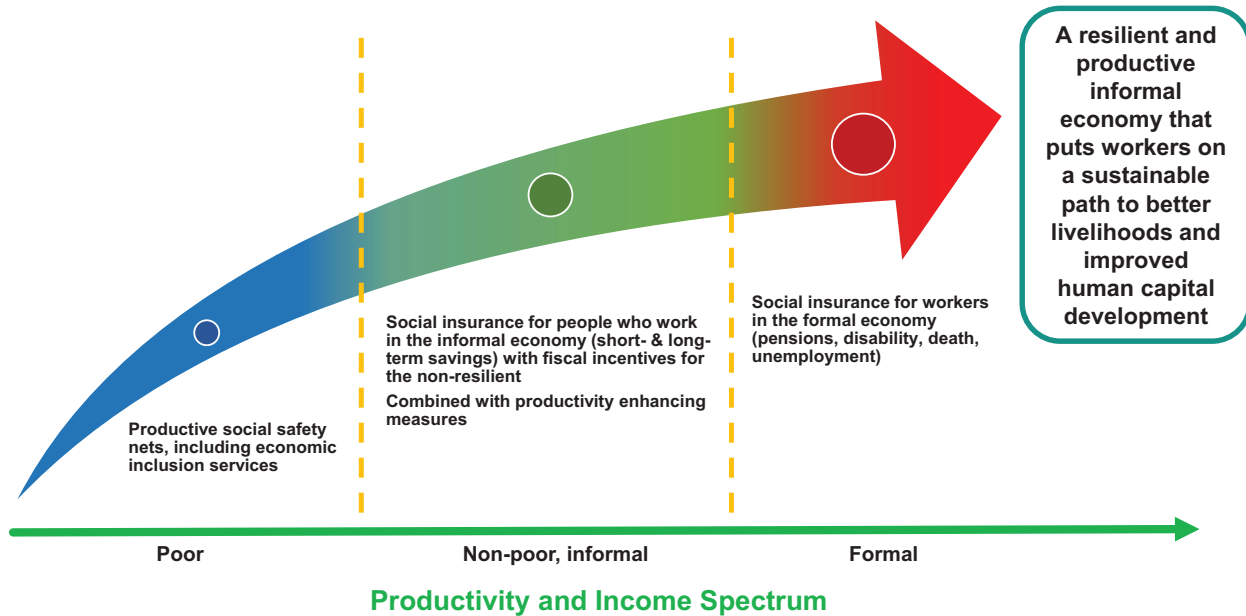 A resilient and
productive
informal
economy that
puts workers on
a sustainable
path to better
livelihoods and
improved
human capital
development
Social insurance for workers
in the formal economy
(pensions, disability, death,
unemployment)
Social insurance for people who work
in the informal economy (short- & long-
term savings) with fiscal incentives for
the non-resilient
Combined with productivity enhancing
measures
Productive social safety
nets, including economic
inclusion services
Poor
Non-poor, informal
Formal
Productivity and Income Spectrum